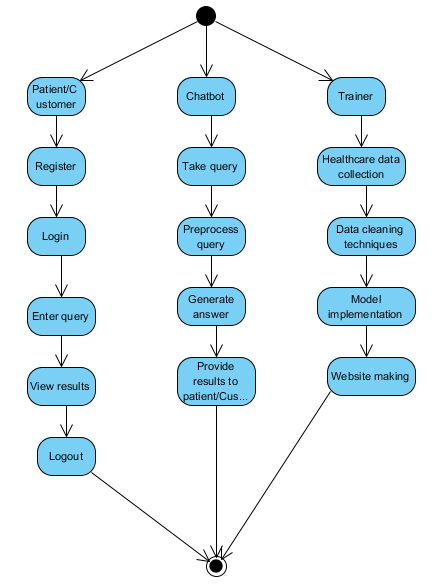 Patient/C
ustomer
Chatbot
Trainer
Register
Take query
Healthcare data
collection
Login
Preprocess
query
Data cleaning
techniques
Enter query
Generate
answer
Model
implementation
View results
Provide
results to
patient/Cus...
Website making
Logout